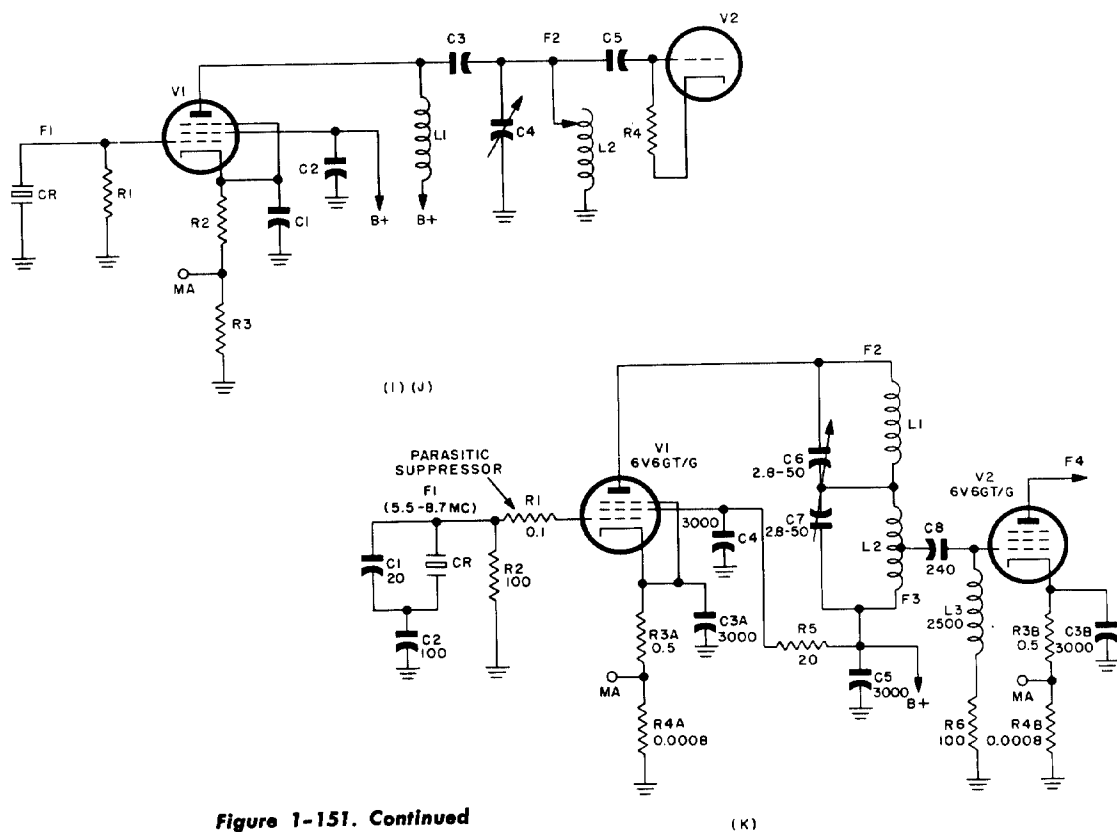 V2
C3
F2
C5
V1
F1
L1
C4
L2
R4
CR
R1
C2
R2
C1
B+
B+
MA
R3
F2
(I) (J)
L1
PARASITIC
SUPPRESSOR
V1
6V6GT/G
C6
2.8-50
V2
6V6GT/G
F4
F1
(5.5-8.7MC)
R1
0.1
3000
C4
C7
2.8-50
C8
240
L2
C1
20
CR
R2
100
F3
L3
2500
C2
100
R3A
0.5
C3A
3000
R5
20
R3B
0.5
C3B
3000
MA
C5
3000
B+
MA
R4A
0.0008
R6
100
R4B
0.0008
Figure 1-151. Continued
(K)